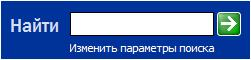 Найти
Изменить параметры поиска